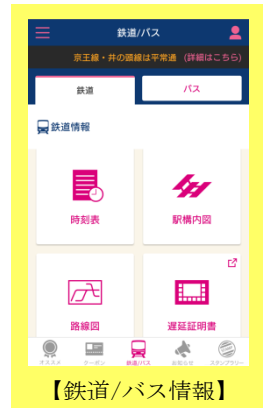 鉄道/バス
京王線・井の頭線は平常通 (詳細はこちら)
鉄道
バス
鉄道情報
時刻表
駅構内図
路線図
遅延証明書
オススメ
クーポン
鉄道/バス
お知らせ
スタンプラリー
【鉄道/バス情報】